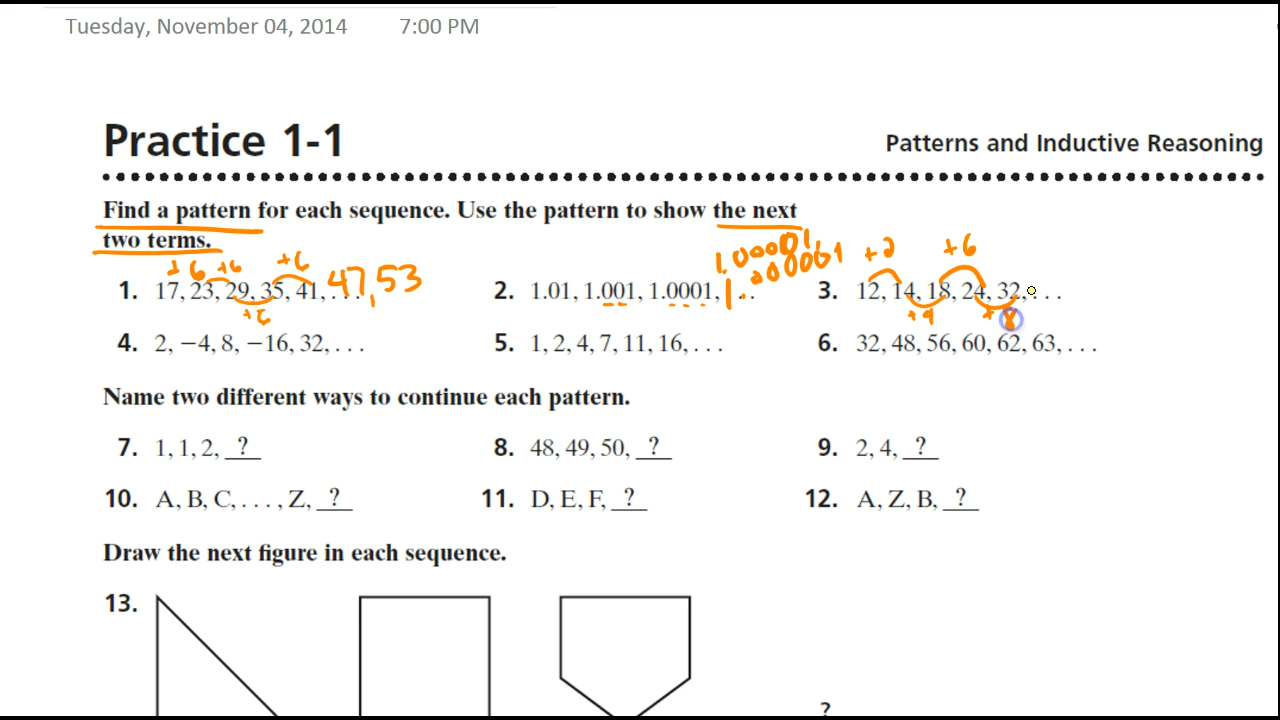 Tuesday, November 04, 2014 7:00 PM
Practice 1-1
Patterns and Inductive Reasoning
Find a pattern for each sequence. Use the pattern to show the next
two terms.
+6 +6 +6
1.00001
1.000001
+2 +6
1. 17, 23, 29, 35, 41, . . . 47, 53
2. 1.01, 1.001, 1.0001, . . .
3. 12, 14, 18, 24, 32, . . .
+6
+4 +8
4. 2, −4, 8, −16, 32, . . .
5. 1, 2, 4, 7, 11, 16, . . .
6. 32, 48, 56, 60, 62, 63, . . .
Name two different ways to continue each pattern.
7. 1, 1, 2, ?
8. 48, 49, 50, ?
9. 2, 4, ?
10. A, B, C, . . . , Z, ?
11. D, E, F, ?
12. A, Z, B, ?
Draw the next figure in each sequence.
13.
?